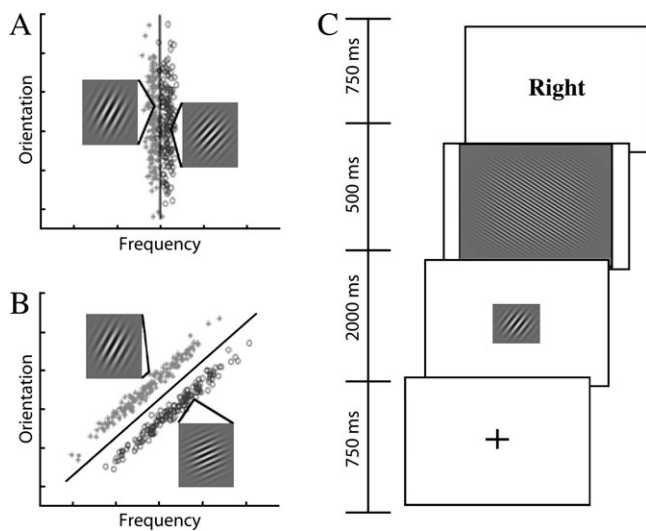 A
Orientation
Frequency
B
Orientation
Frequency
C
750 ms
500 ms
2000 ms
750 ms
Right